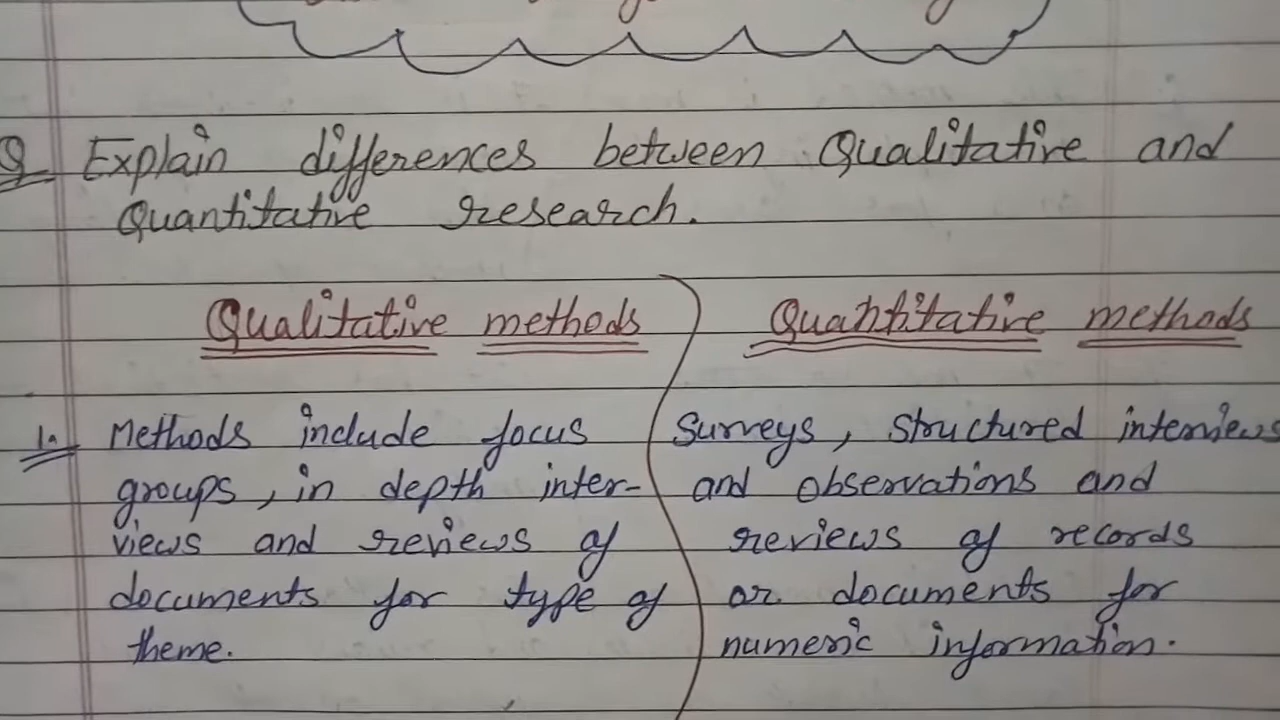 Q Explain differences between Qualitative and
Quantitative research.
Qualitative methods
1. Methods include focus
groups, in depth inter-
views and reviews of
documents for type of
theme.
Quantitative methods
Surveys, structured interviews
and observations and
reviews of records
or documents for
numeric information.